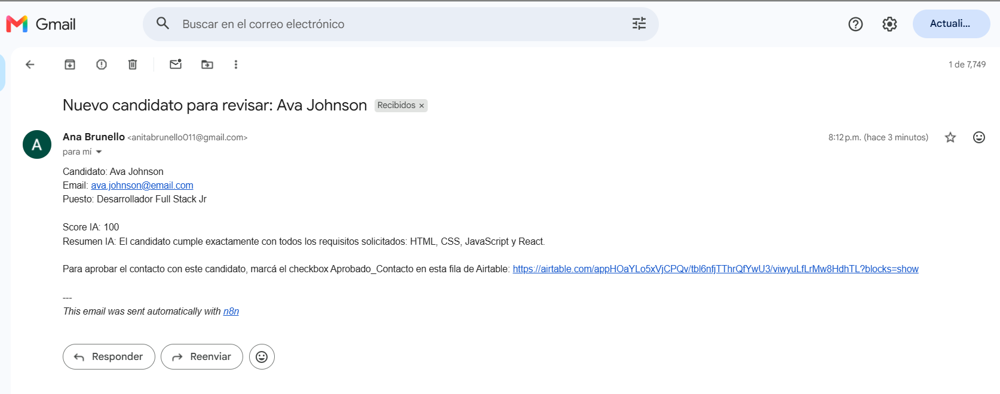 Gmail
Buscar en el correo electrónico
Actuali...
1 de 7,749
Nuevo candidato para revisar: Ava Johnson Recibidos ×
A
Ana Brunello <anitabrunello011@gmail.com>
8:12 p.m. (hace 3 minutos)
para mí
Candidato: Ava Johnson
Email: ava.johnson@email.com
Puesto: Desarrollador Full Stack Jr
Score IA: 100
Resumen IA: El candidato cumple exactamente con todos los requisitos solicitados: HTML, CSS, JavaScript y React.
Para aprobar el contacto con este candidato, marcá el checkbox Aprobado_Contacto en esta fila de Airtable: https://airtable.com/appHOaYLo5xVjCPQv/tbl6nfjTThrQfYwU3/viwyuLfLrMw8HdhTL?blocks=show
---
This email was sent automatically with n8n
Responder
Reenviar